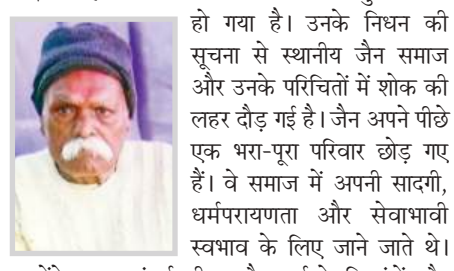 हो गया है। उनके निधन की
सूचना से स्थानीय जैन समाज
और उनके परिचितों में शोक की
लहर दौड़ गई है। जैन अपने पीछे
एक भरा-पूरा परिवार छोड़ गए
हैं। वे समाज में अपनी सादगी,
धर्मपरायणता और सेवाभावी
स्वभाव के लिए जाने जाते थे।